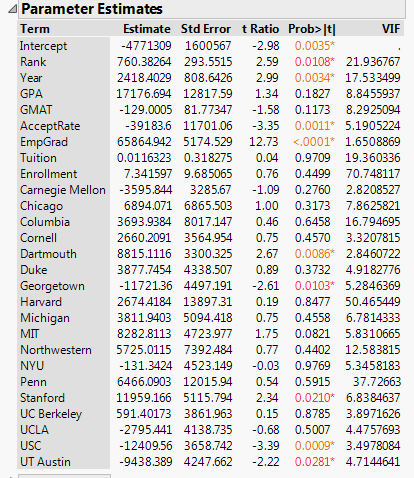 Parameter Estimates
Term Estimate Std Error t Ratio Prob>|t| VIF
Intercept -4771309 1600567 -2.98 0.0035* .
Rank 760.38264 293.5515 2.59 0.0108* 21.936767
Year 2418.4029 808.6426 2.99 0.0034* 17.533499
GPA 17176.694 12817.59 1.34 0.1827 8.8455937
GMAT -129.0005 81.77347 -1.58 0.1173 8.2925094
AcceptRate -39183.6 11701.06 -3.35 0.0011* 5.1905224
EmpGrad 65864.942 5174.529 12.73 <.0001* 1.6508869
Tuition 0.0116323 0.318275 0.04 0.9709 19.360336
Enrollment 7.341597 9.685065 0.76 0.4499 70.748117
Carnegie Mellon -3595.844 3285.67 -1.09 0.2760 2.8208527
Chicago 6894.071 6865.503 1.00 0.3173 7.8625821
Columbia 3693.9384 8017.147 0.46 0.6458 16.794695
Cornell 2660.2091 3564.954 0.75 0.4570 3.3207815
Dartmouth 8815.1116 3300.325 2.67 0.0086* 2.8460722
Duke 3877.7454 4338.507 0.89 0.3732 4.9182776
Georgetown -11721.36 4497.191 -2.61 0.0103* 5.2846369
Harvard 2674.4184 13897.31 0.19 0.8477 50.465449
Michigan 3811.9403 5094.418 0.75 0.4558 6.7814333
MIT 8282.8113 4723.977 1.75 0.0821 5.8310665
Northwestern 5725.0115 7392.484 0.77 0.4402 12.583815
NYU -131.3424 4523.149 -0.03 0.9769 5.3458183
Penn 6466.0903 12015.94 0.54 0.5915 37.72663
Stanford 11959.166 5115.794 2.34 0.0210* 6.8384637
UC Berkeley 591.40173 3861.963 0.15 0.8785 3.8971626
UCLA -2795.441 4138.735 -0.68 0.5007 4.4757693
USC -12409.56 3658.742 -3.39 0.0009* 3.4978084
UT Austin -9438.389 4247.662 -2.22 0.0281* 4.7144641